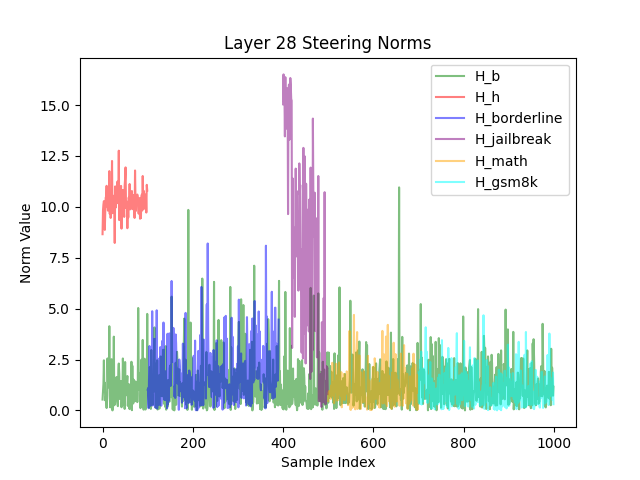 Layer 28 Steering Norms
H_b
H_h
H_borderline
H_jailbreak
H_math
H_gsm8k
15.0
12.5
10.0
7.5
5.0
2.5
0.0
Norm Value
0 200 400 600 800 1000
Sample Index